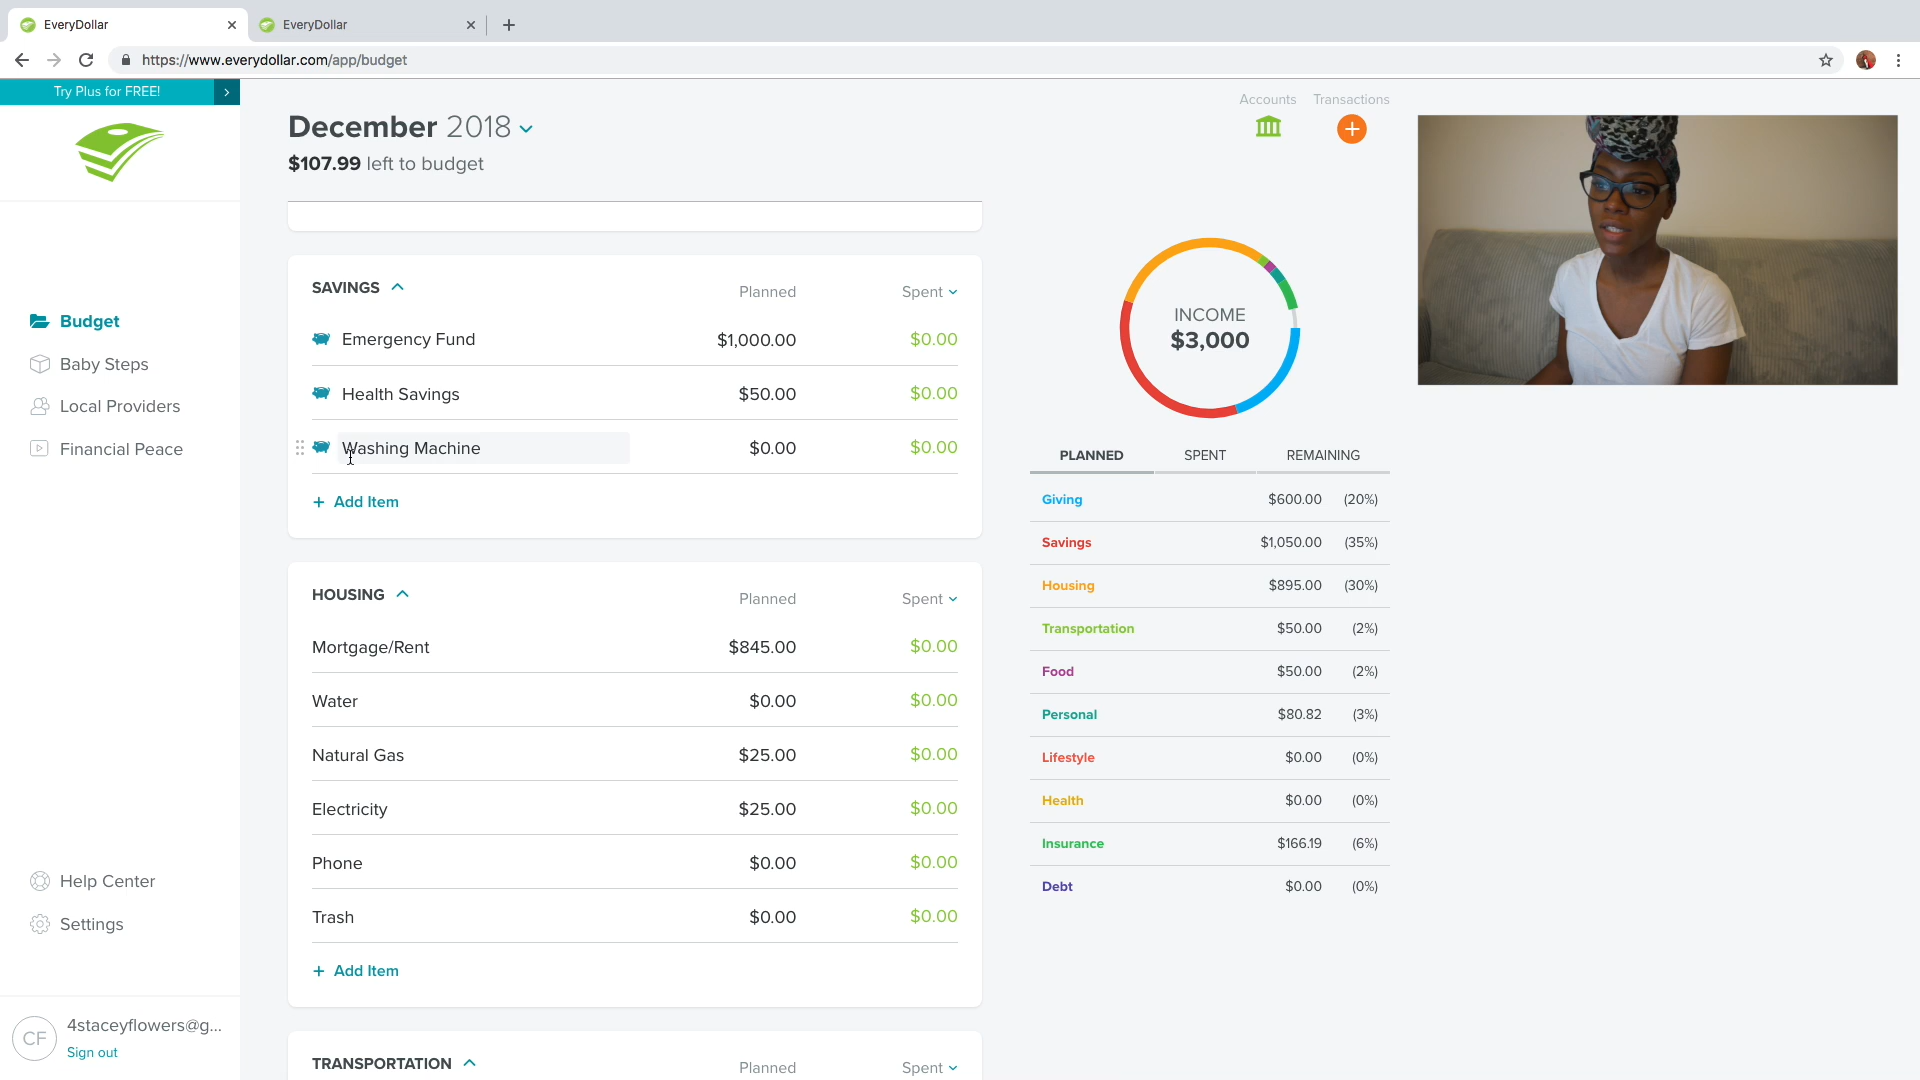 EveryDollar
EveryDollar
https://www.everydollar.com/app/budget
Try Plus for FREE!
Budget
Baby Steps
Local Providers
Financial Peace
Help Center
Settings
CF
4staceyflowers@g...
Sign out
December 2018
$107.99 left to budget
Accounts Transactions
SAVINGS Planned Spent
Emergency Fund $1,000.00 $0.00
Health Savings $50.00 $0.00
Washing Machine $0.00 $0.00
+ Add Item
HOUSING Planned Spent
Mortgage/Rent $845.00 $0.00
Water $0.00 $0.00
Natural Gas $25.00 $0.00
Electricity $25.00 $0.00
Phone $0.00 $0.00
Trash $0.00 $0.00
+ Add Item
TRANSPORTATION Planned Spent
INCOME
$3,000
PLANNED SPENT REMAINING
Giving $600.00 (20%)
Savings $1,050.00 (35%)
Housing $895.00 (30%)
Transportation $50.00 (2%)
Food $50.00 (2%)
Personal $80.82 (3%)
Lifestyle $0.00 (0%)
Health $0.00 (0%)
Insurance $166.19 (6%)
Debt $0.00 (0%)